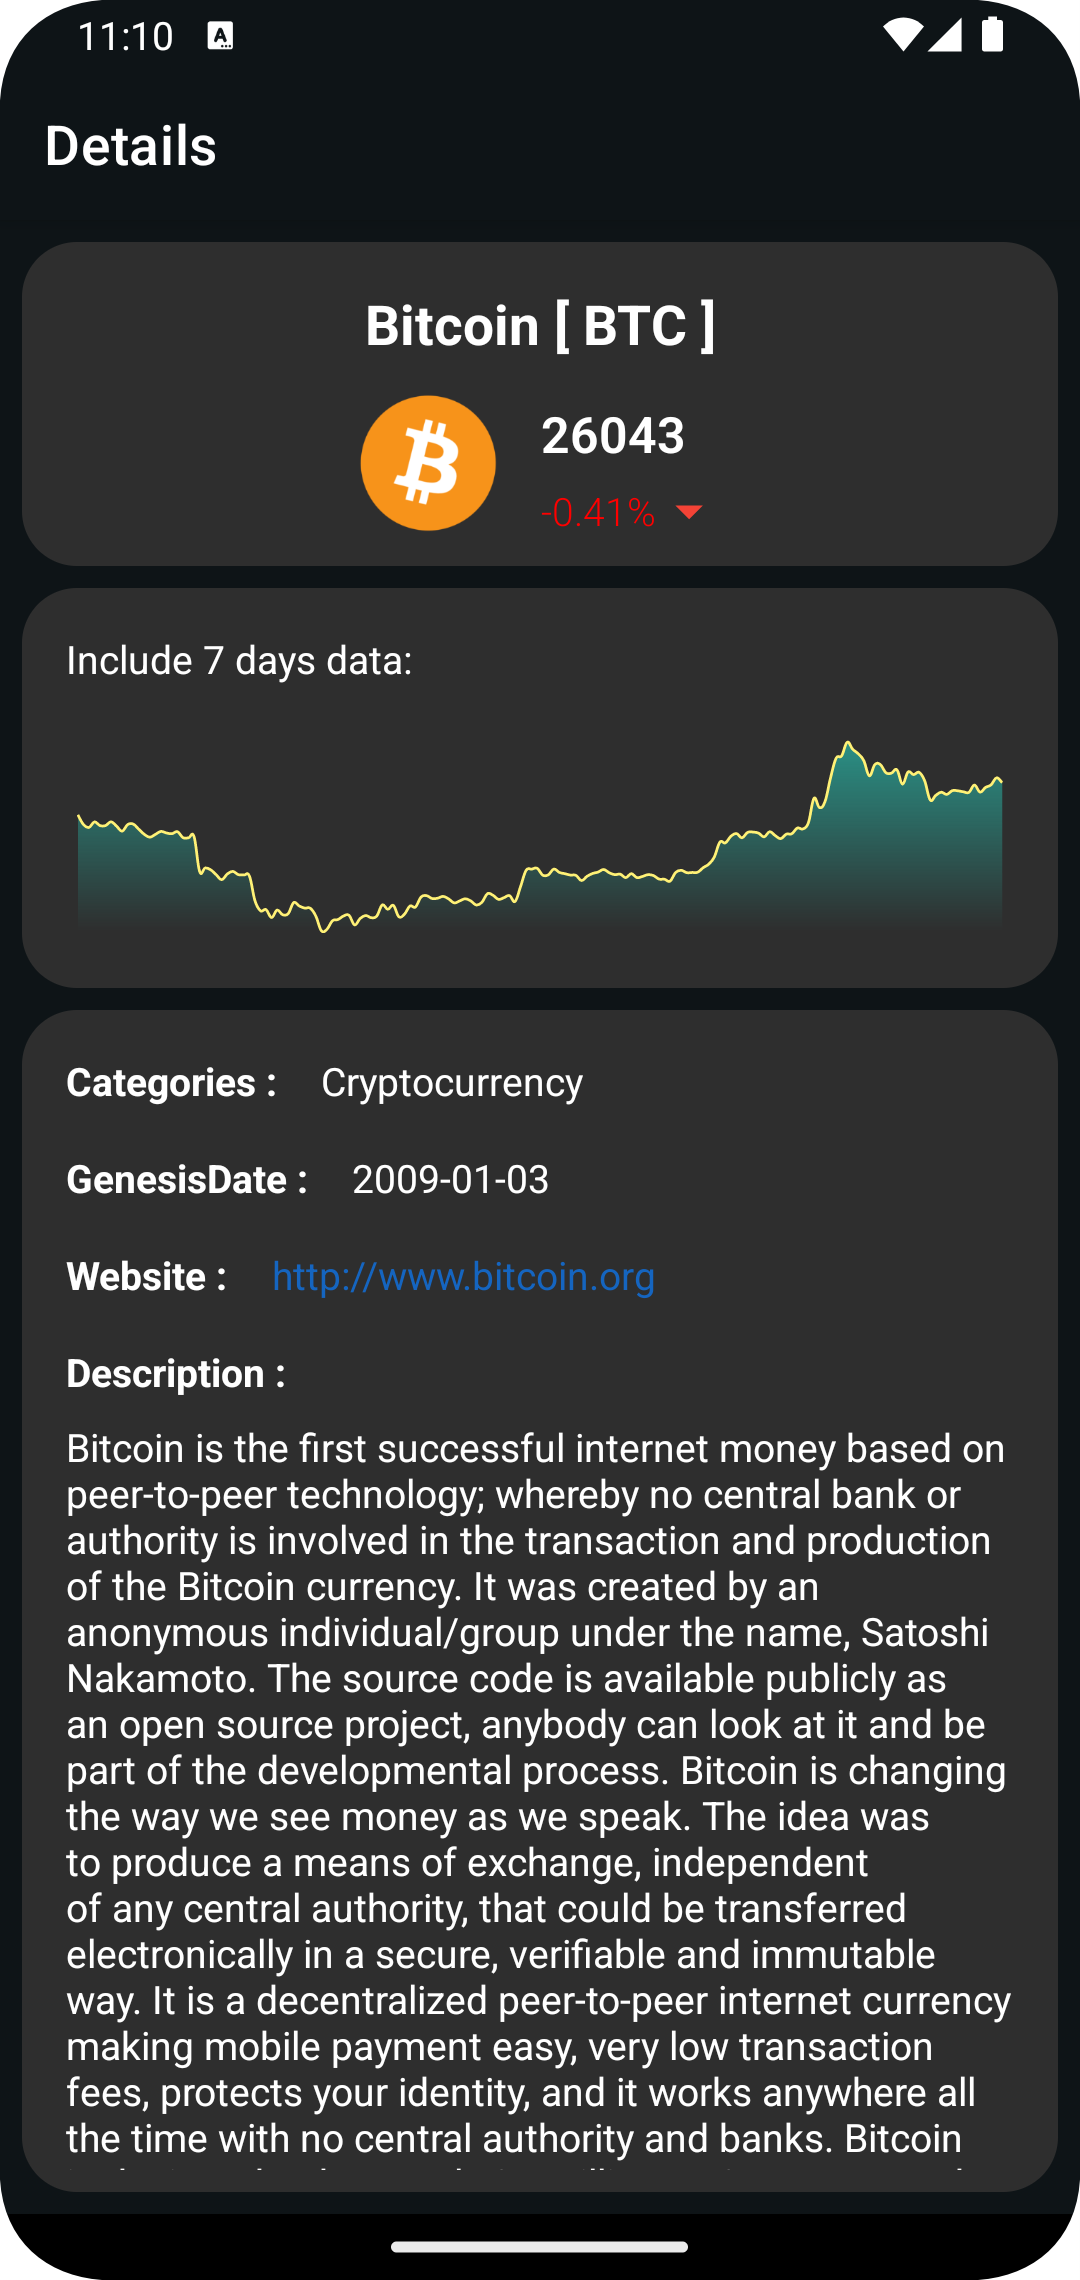 11:10
Details
Bitcoin [ BTC ]
26043
-0.41%
Include 7 days data:
Categories : Cryptocurrency
GenesisDate : 2009-01-03
Website : http://www.bitcoin.org
Description :
Bitcoin is the first successful internet money based on
peer-to-peer technology; whereby no central bank or
authority is involved in the transaction and production
of the Bitcoin currency. It was created by an
anonymous individual/group under the name, Satoshi
Nakamoto. The source code is available publicly as
an open source project, anybody can look at it and be
part of the developmental process. Bitcoin is changing
the way we see money as we speak. The idea was
to produce a means of exchange, independent
of any central authority, that could be transferred
electronically in a secure, verifiable and immutable
way. It is a decentralized peer-to-peer internet currency
making mobile payment easy, very low transaction
fees, protects your identity, and it works anywhere all
the time with no central authority and banks. Bitcoin